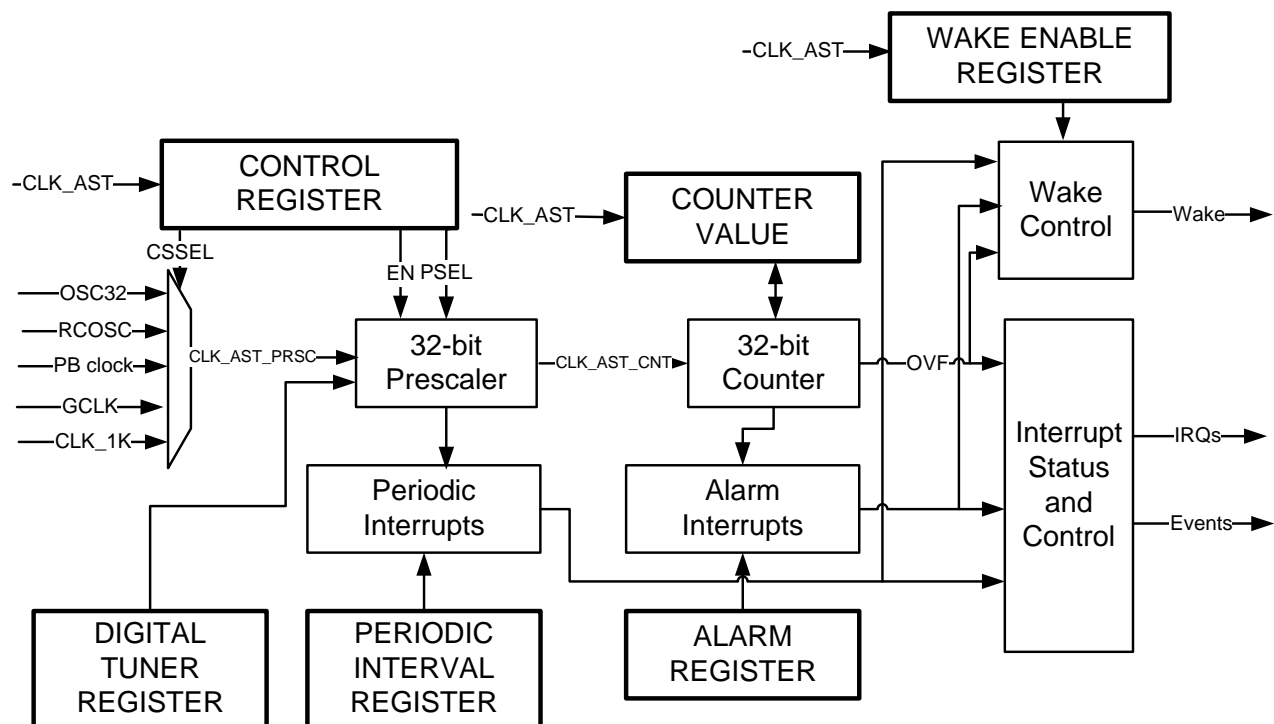 CLK_AST
WAKE ENABLE
REGISTER
CLK_AST
CONTROL
REGISTER
CLK_AST
COUNTER
VALUE
Wake
Control
Wake
CSSEL
EN
PSEL
OSC32
RCOSC
PB clock
GCLK
CLK_1K
CLK_AST_PRSC
32-bit
Prescaler
CLK_AST_CNT
32-bit
Counter
OVF
Interrupt
Status
and
Control
IRQs
Events
Periodic
Interrupts
Alarm
Interrupts
DIGITAL
TUNER
REGISTER
PERIODIC
INTERVAL
REGISTER
ALARM
REGISTER